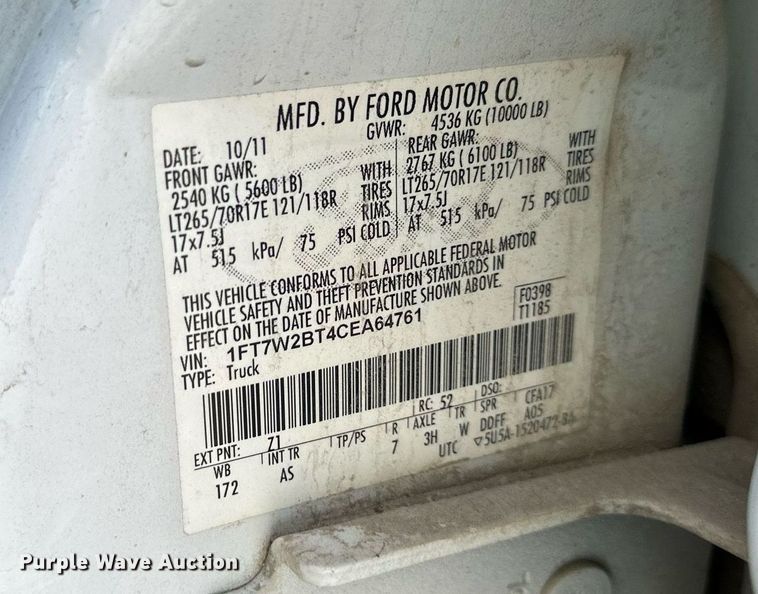 MFD. BY FORD MOTOR CO.
DATE: 10/11 GVWR: 4536 KG (10000 LB)
FRONT GAWR: REAR GAWR:
2540 KG (5600 LB) WITH 2767 KG (6100 LB) WITH
LT265/70R17E 121/118R TIRES LT265/70R17E 121/118R TIRES
17x7.5J RIMS 17x7.5J RIMS
AT 515 kPa/ 75 PSI COLD AT 515 kPa/ 75 PSI COLD
THIS VEHICLE CONFORMS TO ALL APPLICABLE FEDERAL MOTOR
VEHICLE SAFETY AND THEFT PREVENTION STANDARDS IN
EFFECT ON THE DATE OF MANUFACTURE SHOWN ABOVE.
VIN: 1FT7W2BT4CEA64761
F0398
T1185
TYPE: Truck
EXT PNT: Z1 RC: 52 DSO:
WB INT TR TP/PS R AXLE TR SPR CFA17
172 AS 7 3H W DDFF A05
UTC ▽5U5A-1520472-BA
Purple Wave Auction